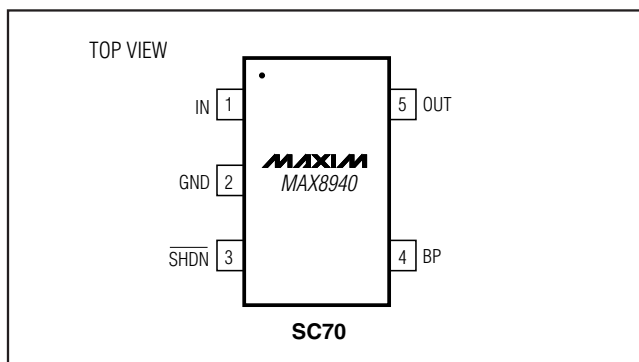 TOP VIEW
IN 1
5 OUT
MAXIM
MAX8940
GND 2
SHDN 3
4 BP
SC70